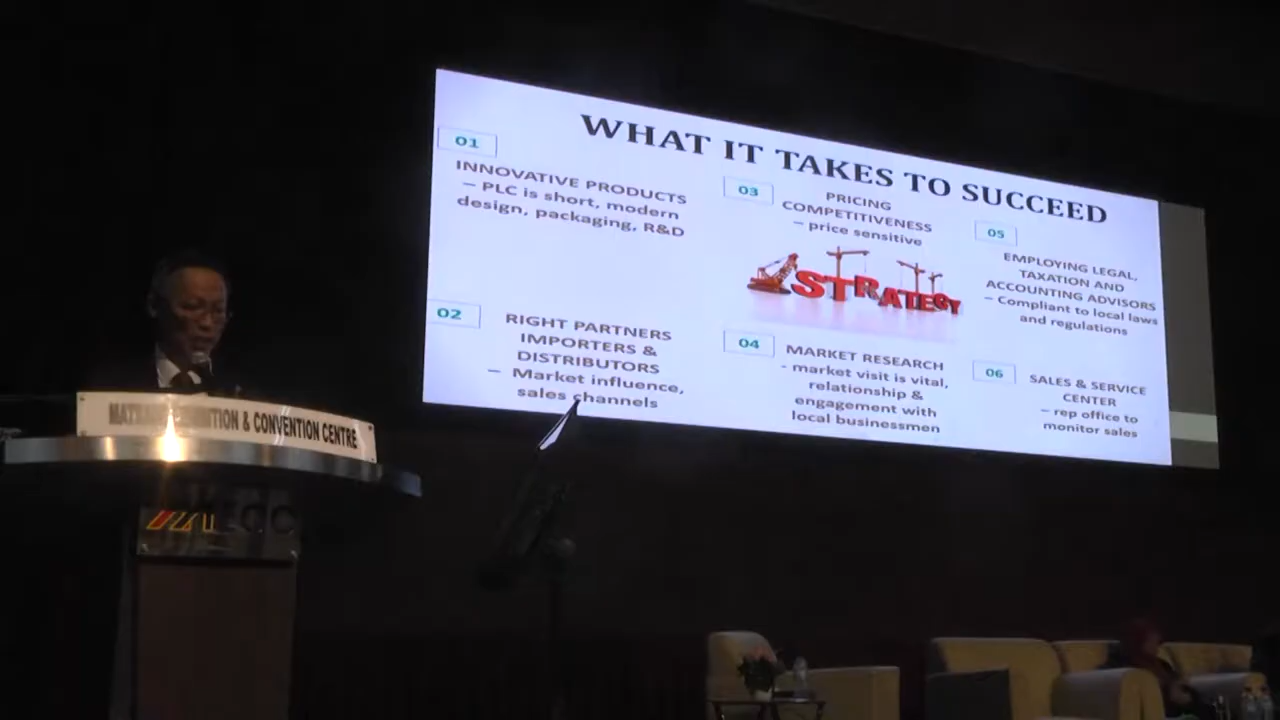 WHAT IT TAKES TO SUCCEED
01
INNOVATIVE PRODUCTS
– PLC is short, modern
design, packaging, R&D
02
RIGHT PARTNERS
IMPORTERS &
DISTRIBUTORS
– Market influence,
sales channels
03
PRICING
COMPETITIVENESS
– price sensitive
STRATEGY
04
MARKET RESEARCH
- market visit is vital,
relationship &
engagement with
local businessmen
05
EMPLOYING LEGAL,
TAXATION AND
ACCOUNTING ADVISORS
– Compliant to local laws
and regulations
06
SALES & SERVICE
CENTER
– rep office to
monitor sales
& CONVENTION CENTRE